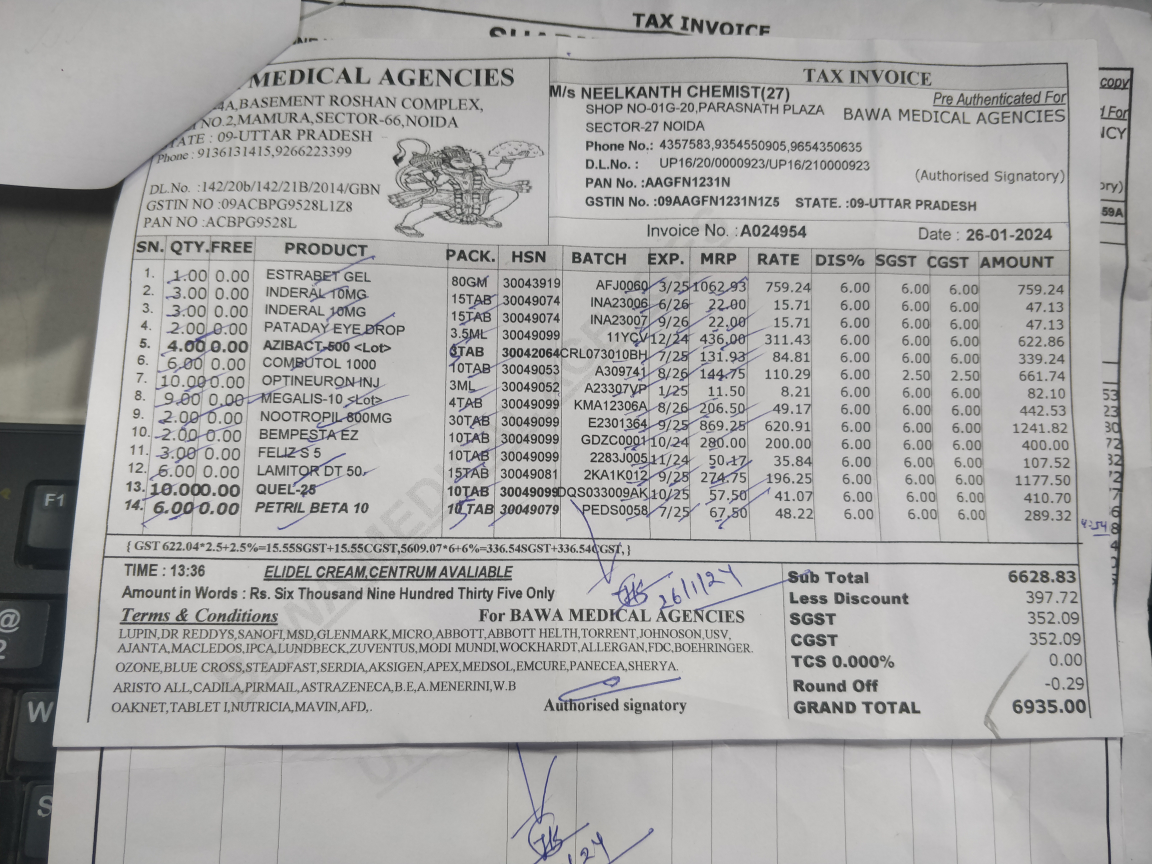 TAX INVOICE
MEDICAL AGENCIES
4A,BASEMENT ROSHAN COMPLEX,
NO.2,MAMURA,SECTOR-66,NOIDA
STATE : 09-UTTAR PRADESH
Phone : 9136131415,9266223399
DL.No. :142/20b/142/21B/2014/GBN
GSTIN NO :09ACBPG9528L1Z8
PAN NO :ACBPG9528L
TAX INVOICE
M/s NEELKANTH CHEMIST(27)
SHOP NO-01G-20,PARASNATH PLAZA
SECTOR-27 NOIDA
Phone No.: 4357583,9354550905,9654350635
D.L.No. : UP16/20/0000923/UP16/210000923
PAN No. :AAGFN1231N
GSTIN No. :09AAGFN1231N1Z5 STATE. :09-UTTAR PRADESH
Pre Authenticated For
BAWA MEDICAL AGENCIES
(Authorised Signatory)
Invoice No. :A024954 Date : 26-01-2024
SN. QTY. FREE PRODUCT PACK. HSN BATCH EXP. MRP RATE DIS% SGST CGST AMOUNT
1. 1.00 0.00 ESTRABET GEL 80GM 30043919 AFJ0060 3/25 1062.93 759.24 6.00 6.00 6.00 759.24
2. 3.00 0.00 INDERAL 10MG 15TAB 30049074 INA23006 6/26 22.00 15.71 6.00 6.00 6.00 47.13
3. 3.00 0.00 INDERAL 10MG 15TAB 30049074 INA23007 9/26 22.00 15.71 6.00 6.00 6.00 47.13
4. 2.00 0.00 PATADAY EYE DROP 3.5ML 30049099 11YCV 12/24 436.00 311.43 6.00 6.00 6.00 622.86
5. 4.00 0.00 AZIBACT-500 <Lot> 3TAB 30042064 CRL073010BH 7/25 131.93 84.81 6.00 6.00 6.00 339.24
6. 6.00 0.00 COMBUTOL 1000 10TAB 30049053 A309741 8/26 144.75 110.29 6.00 2.50 2.50 661.74
7. 10.00 0.00 OPTINEURON INJ 3ML 30049052 A23307VP 1/25 11.50 8.21 6.00 6.00 6.00 82.10
8. 9.00 0.00 MEGALIS-10 <Lot> 4TAB 30049099 KMA12306A 8/26 206.50 49.17 6.00 6.00 6.00 442.53
9. 2.00 0.00 NOOTROPIL 800MG 30TAB 30049099 E2301364 9/25 869.25 620.91 6.00 6.00 6.00 1241.82
10. 2.00 0.00 BEMPESTA EZ 10TAB 30049099 GDZC0001 10/24 280.00 200.00 6.00 6.00 6.00 400.00
11. 3.00 0.00 FELIZ S 5 10TAB 30049099 2283J005 11/24 50.17 35.84 6.00 6.00 6.00 107.52
12. 6.00 0.00 LAMITOR DT 50. 15TAB 30049081 2KA1K012 9/25 274.75 196.25 6.00 6.00 6.00 1177.50
13. 10.00 0.00 QUEL-25 10TAB 30049099 DQS033009AK 10/25 57.50 41.07 6.00 6.00 6.00 410.70
14. 6.00 0.00 PETRIL BETA 10 10 TAB 30049079 PEDS0058 7/25 67.50 48.22 6.00 6.00 6.00 289.32
{ GST 622.04*2.5+2.5%=15.55SGST+15.55CGST,5609.07*6+6%=336.54SGST+336.54CGST, }
TIME : 13:36 ELIDEL CREAM,CENTRUM AVALIABLE
Amount in Words : Rs. Six Thousand Nine Hundred Thirty Five Only
26/1/24
Terms & Conditions For BAWA MEDICAL AGENCIES
LUPIN,DR REDDYS,SANOFI,MSD,GLENMARK,MICRO,ABBOTT,ABBOTT HELTH,TORRENT,JOHNOSON,USV,
AJANTA,MACLEDOS,IPCA,LUNDBECK,ZUVENTUS,MODI MUNDI,WOCKHARDT,ALLERGAN,FDC,BOEHRINGER.
OZONE,BLUE CROSS,STEADFAST,SERDIA,AKSIGEN,APEX,MEDSOL,EMCURE,PANECEA,SHERYA.
ARISTO ALL,CADILA,PIRMAIL,ASTRAZENECA,B.E,A.MENERINI,W.B
OAKNET,TABLET I,NUTRICIA,MAVIN,AFD,.
Authorised signatory
Sub Total 6628.83
Less Discount 397.72
SGST 352.09
CGST 352.09
TCS 0.000% 0.00
Round Off -0.29
GRAND TOTAL 6935.00
copy
F1
@
2
W
S